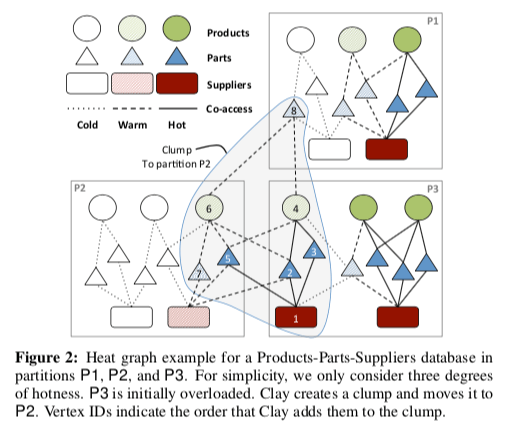 P1
Products
Parts
Suppliers
Co-access
Cold Warm Hot
8
Clump
To partition P2
P2
P3
6
4
5
3
7
2
1
Figure 2: Heat graph example for a Products-Parts-Suppliers database in
partitions P1, P2, and P3. For simplicity, we only consider three degrees
of hotness. P3 is initially overloaded. Clay creates a clump and moves it to
P2. Vertex IDs indicate the order that Clay adds them to the clump.